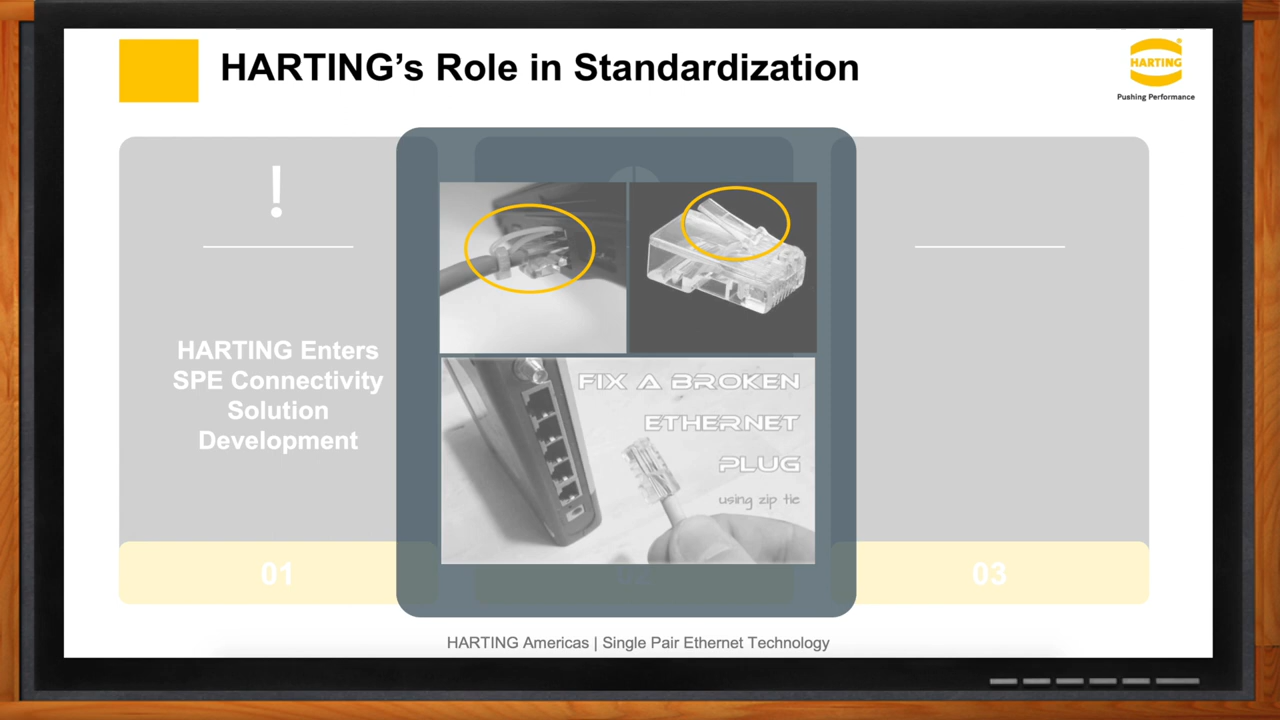 HARTING's Role in Standardization
HARTING
Pushing Performance
!
HARTING Enters
SPE Connectivity
Solution
Development
FIX A BROKEN
ETHERNET
PLUG
using zip tie
01
03
HARTING Americas | Single Pair Ethernet Technology